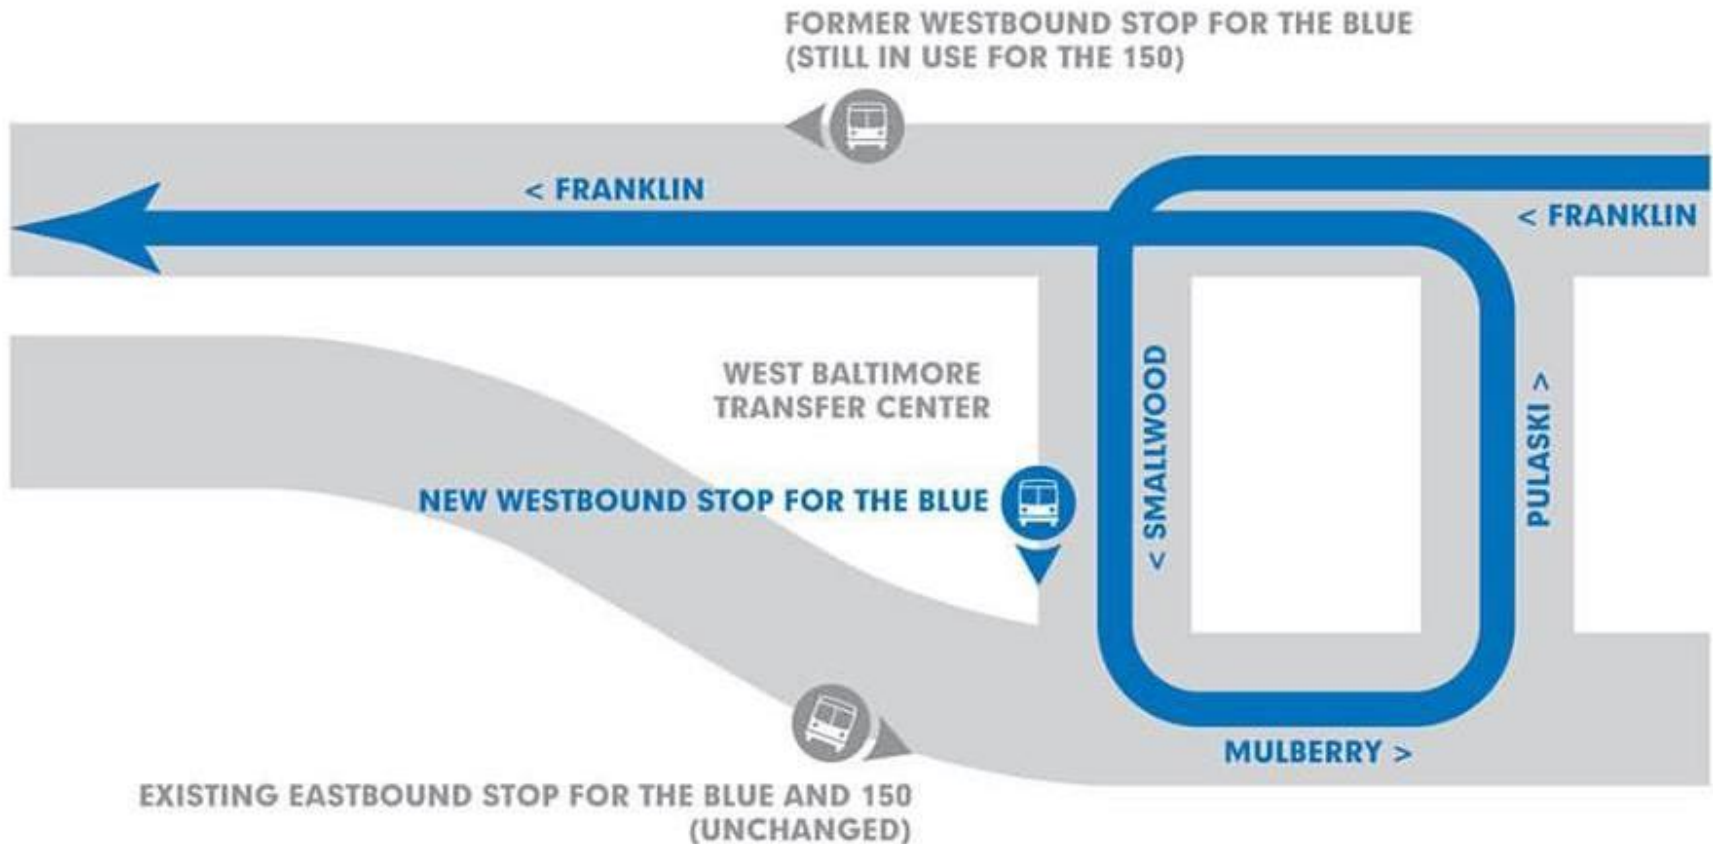 FORMER WESTBOUND STOP FOR THE BLUE
(STILL IN USE FOR THE 150)
< FRANKLIN
< FRANKLIN
WEST BALTIMORE
TRANSFER CENTER
NEW WESTBOUND STOP FOR THE BLUE
< SMALLWOOD
PULASKI >
MULBERRY >
EXISTING EASTBOUND STOP FOR THE BLUE AND 150
(UNCHANGED)